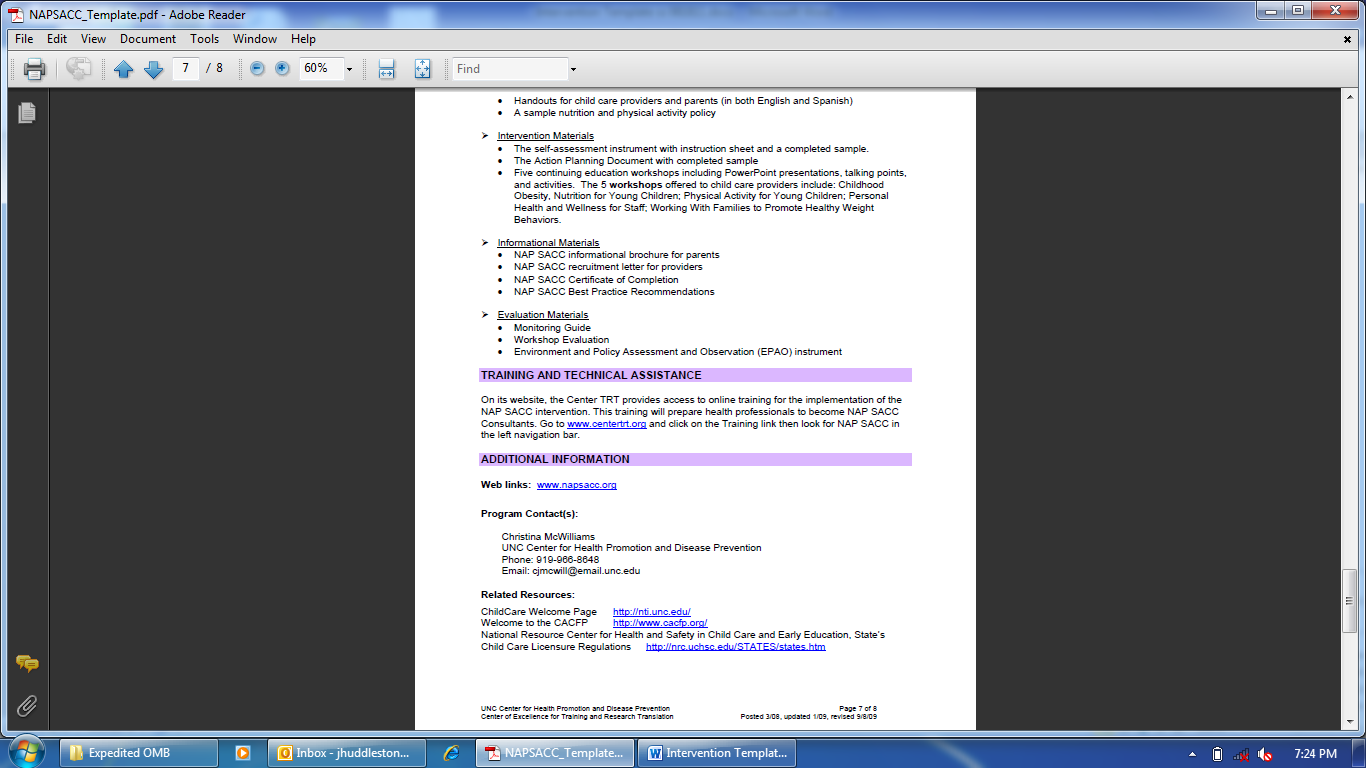 NAPSACC_Template.pdf - Adobe Reader
File Edit View Document Tools Window Help
7 / 8 60% Find
• Handouts for child care providers and parents (in both English and Spanish)
• A sample nutrition and physical activity policy
➢ Intervention Materials
• The self-assessment instrument with instruction sheet and a completed sample.
• The Action Planning Document with completed sample
• Five continuing education workshops including PowerPoint presentations, talking points,
and activities. The 5 workshops offered to child care providers include: Childhood
Obesity, Nutrition for Young Children; Physical Activity for Young Children; Personal
Health and Wellness for Staff; Working With Families to Promote Healthy Weight
Behaviors.
➢ Informational Materials
• NAP SACC informational brochure for parents
• NAP SACC recruitment letter for providers
• NAP SACC Certificate of Completion
• NAP SACC Best Practice Recommendations
➢ Evaluation Materials
• Monitoring Guide
• Workshop Evaluation
• Environment and Policy Assessment and Observation (EPAO) instrument
TRAINING AND TECHNICAL ASSISTANCE
On its website, the Center TRT provides access to online training for the implementation of the
NAP SACC intervention. This training will prepare health professionals to become NAP SACC
Consultants. Go to www.centertrt.org and click on the Training link then look for NAP SACC in
the left navigation bar.
ADDITIONAL INFORMATION
Web links: www.napsacc.org
Program Contact(s):
Christina McWilliams
UNC Center for Health Promotion and Disease Prevention
Phone: 919-966-8648
Email: cjmcwill@email.unc.edu
Related Resources:
ChildCare Welcome Page http://nti.unc.edu/
Welcome to the CACFP http://www.cacfp.org/
National Resource Center for Health and Safety in Child Care and Early Education, State's
Child Care Licensure Regulations http://nrc.uchsc.edu/STATES/states.htm
UNC Center for Health Promotion and Disease Prevention Page 7 of 8
Center of Excellence for Training and Research Translation Posted 3/08, updated 1/09, revised 9/8/09
Expedited OMB Inbox - jhuddleston... NAPSACC_Template... Intervention Templat... 7:24 PM